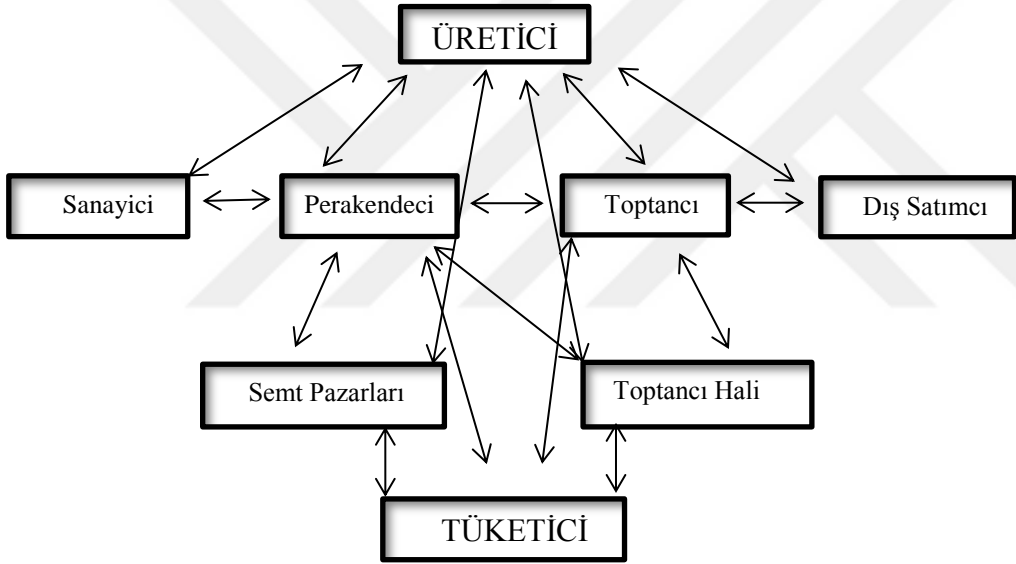 ÜRETİCİ
Sanayici
Perakendeci
Toptancı
Dış Satımcı
Semt Pazarları
Toptancı Hali
TÜKETİCİ